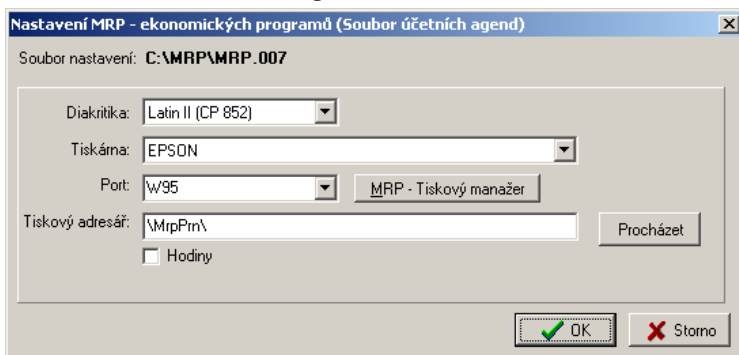 Nastavení MRP - ekonomických programů (Soubor účetních agend)
Soubor nastavení: C:\MRP\MRP.007
Diakritika: Latin II (CP 852)
Tiskárna: EPSON
Port: W95 MRP - Tiskový manažer
Tiskový adresář: \MrpPrn\ Procházet
Hodiny
OK Storno